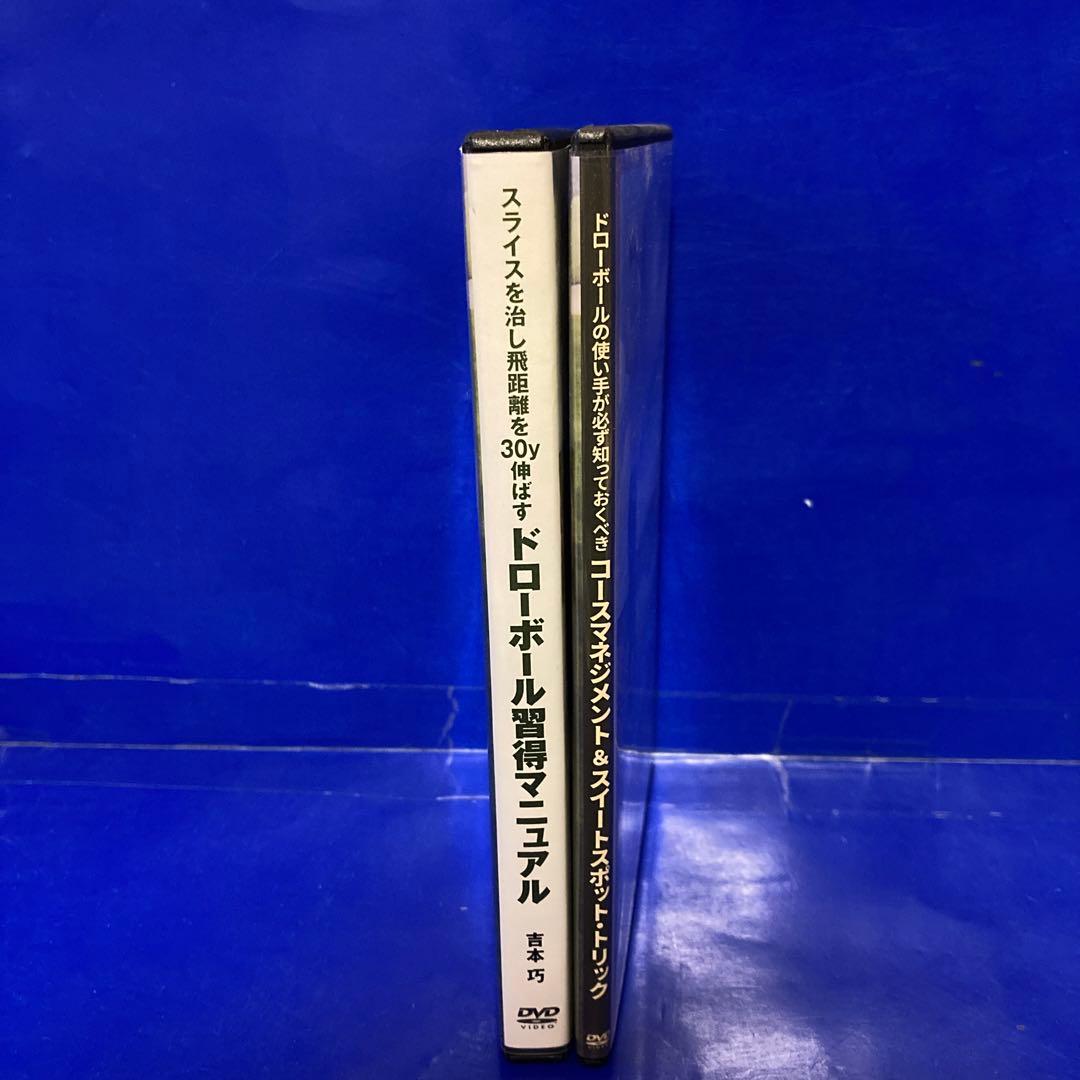 スライスを治し飛距離を30y伸ばす ドローボール習得マニュアル
吉本 巧
DVD
VIDEO
ドローボールの使い手が必ず知っておくべき コースマネジメント&スイートスポット・トリック
DVD
VIDEO